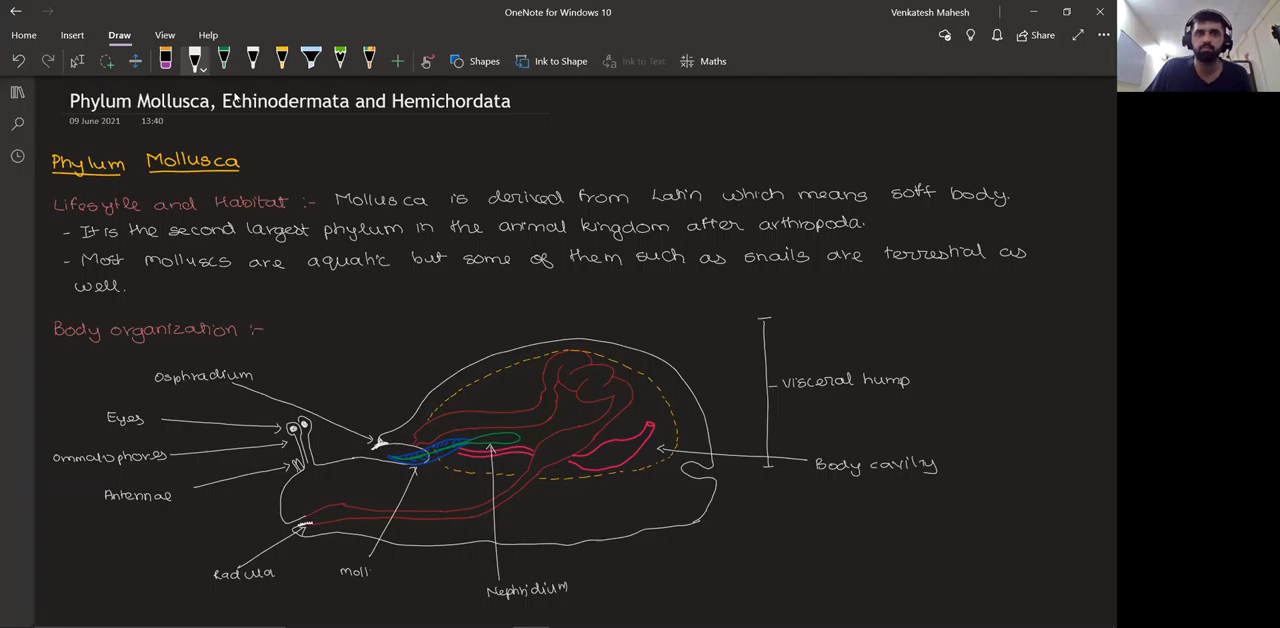 OneNote for Windows 10
Venkatesh Mahesh
Home Insert Draw View Help
Share
Shapes
Ink to Shape
Ink to Text
Maths
Phylum Mollusca, Echinodermata and Hemichordata
09 June 2021 13:40
Phylum Mollusca
Lifesytle and Habitat :- Mollusca is derived from Latin which means soft body.
- It is the second largest phylum in the animal kingdom after arthropoda.
- Most molluscs are aquatic but some of them such as snails are terrestrial as
well.
Body organization :-
Osphradium
Visceral hump
Eyes
Ommatophores
Body cavity
Antennae
Radula
Moll
Nephridium